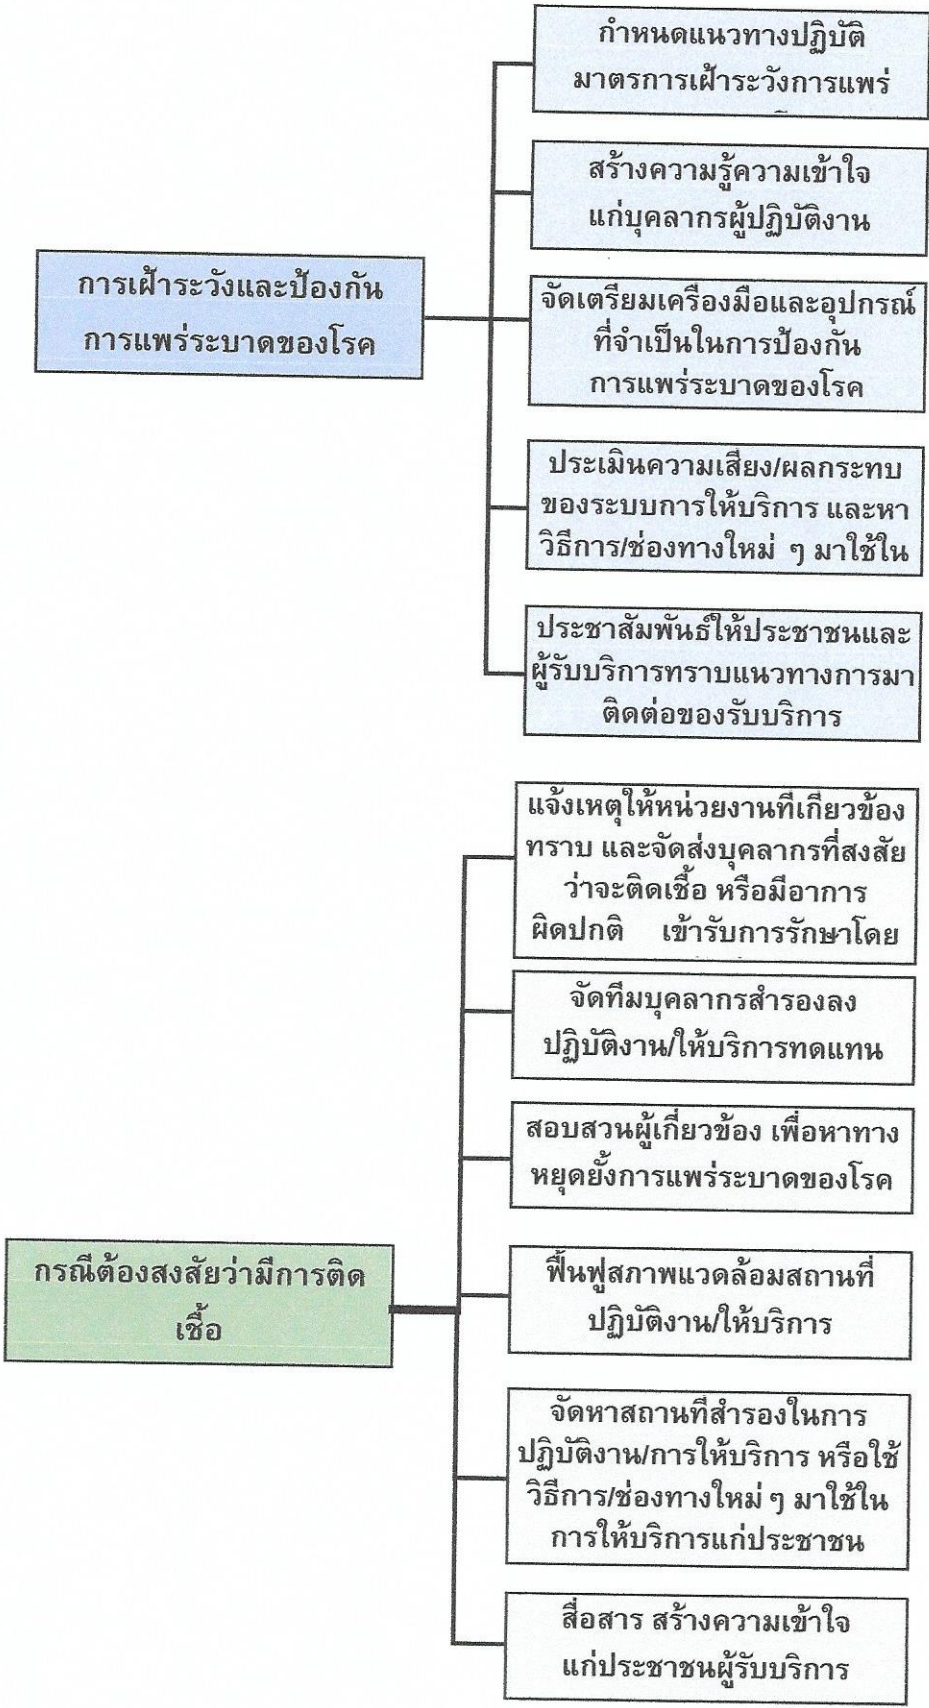 กำหนดแนวทางปฏิบัติ
มาตรการเฝ้าระวังการแพร่
สร้างความรู้ความเข้าใจ
แก่บุคลากรผู้ปฏิบัติงาน
การเฝ้าระวังและป้องกัน
การแพร่ระบาดของโรค
จัดเตรียมเครื่องมือและอุปกรณ์
ที่จำเป็นในการป้องกัน
การแพร่ระบาดของโรค
ประเมินความเสี่ยง/ผลกระทบ
ของระบบการให้บริการ และหา
วิธีการ/ช่องทางใหม่ ๆ มาใช้ใน
ประชาสัมพันธ์ให้ประชาชนและ
ผู้รับบริการทราบแนวทางการมา
ติดต่อของรับบริการ
แจ้งเหตุให้หน่วยงานที่เกี่ยวข้อง
ทราบ และจัดส่งบุคลากรที่สงสัย
ว่าจะติดเชื้อ หรือมีอาการ
ผิดปกติ เข้ารับการรักษาโดย
จัดทีมบุคลากรสำรองลง
ปฏิบัติงาน/ให้บริการทดแทน
สอบสวนผู้เกี่ยวข้อง เพื่อหาทาง
หยุดยั้งการแพร่ระบาดของโรค
กรณีต้องสงสัยว่ามีการติด
เชื้อ
ฟื้นฟูสภาพแวดล้อมสถานที่
ปฏิบัติงาน/ให้บริการ
จัดหาสถานที่สำรองในการ
ปฏิบัติงาน/การให้บริการ หรือใช้
วิธีการ/ช่องทางใหม่ ๆ มาใช้ใน
การให้บริการแก่ประชาชน
สื่อสาร สร้างความเข้าใจ
แก่ประชาชนผู้รับบริการ